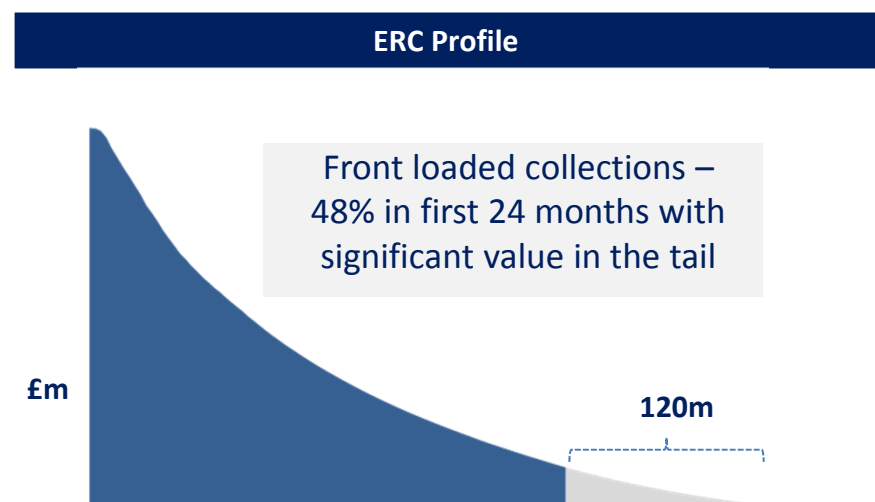 ERC Profile
Front loaded collections –
48% in first 24 months with
significant value in the tail
£m
120m